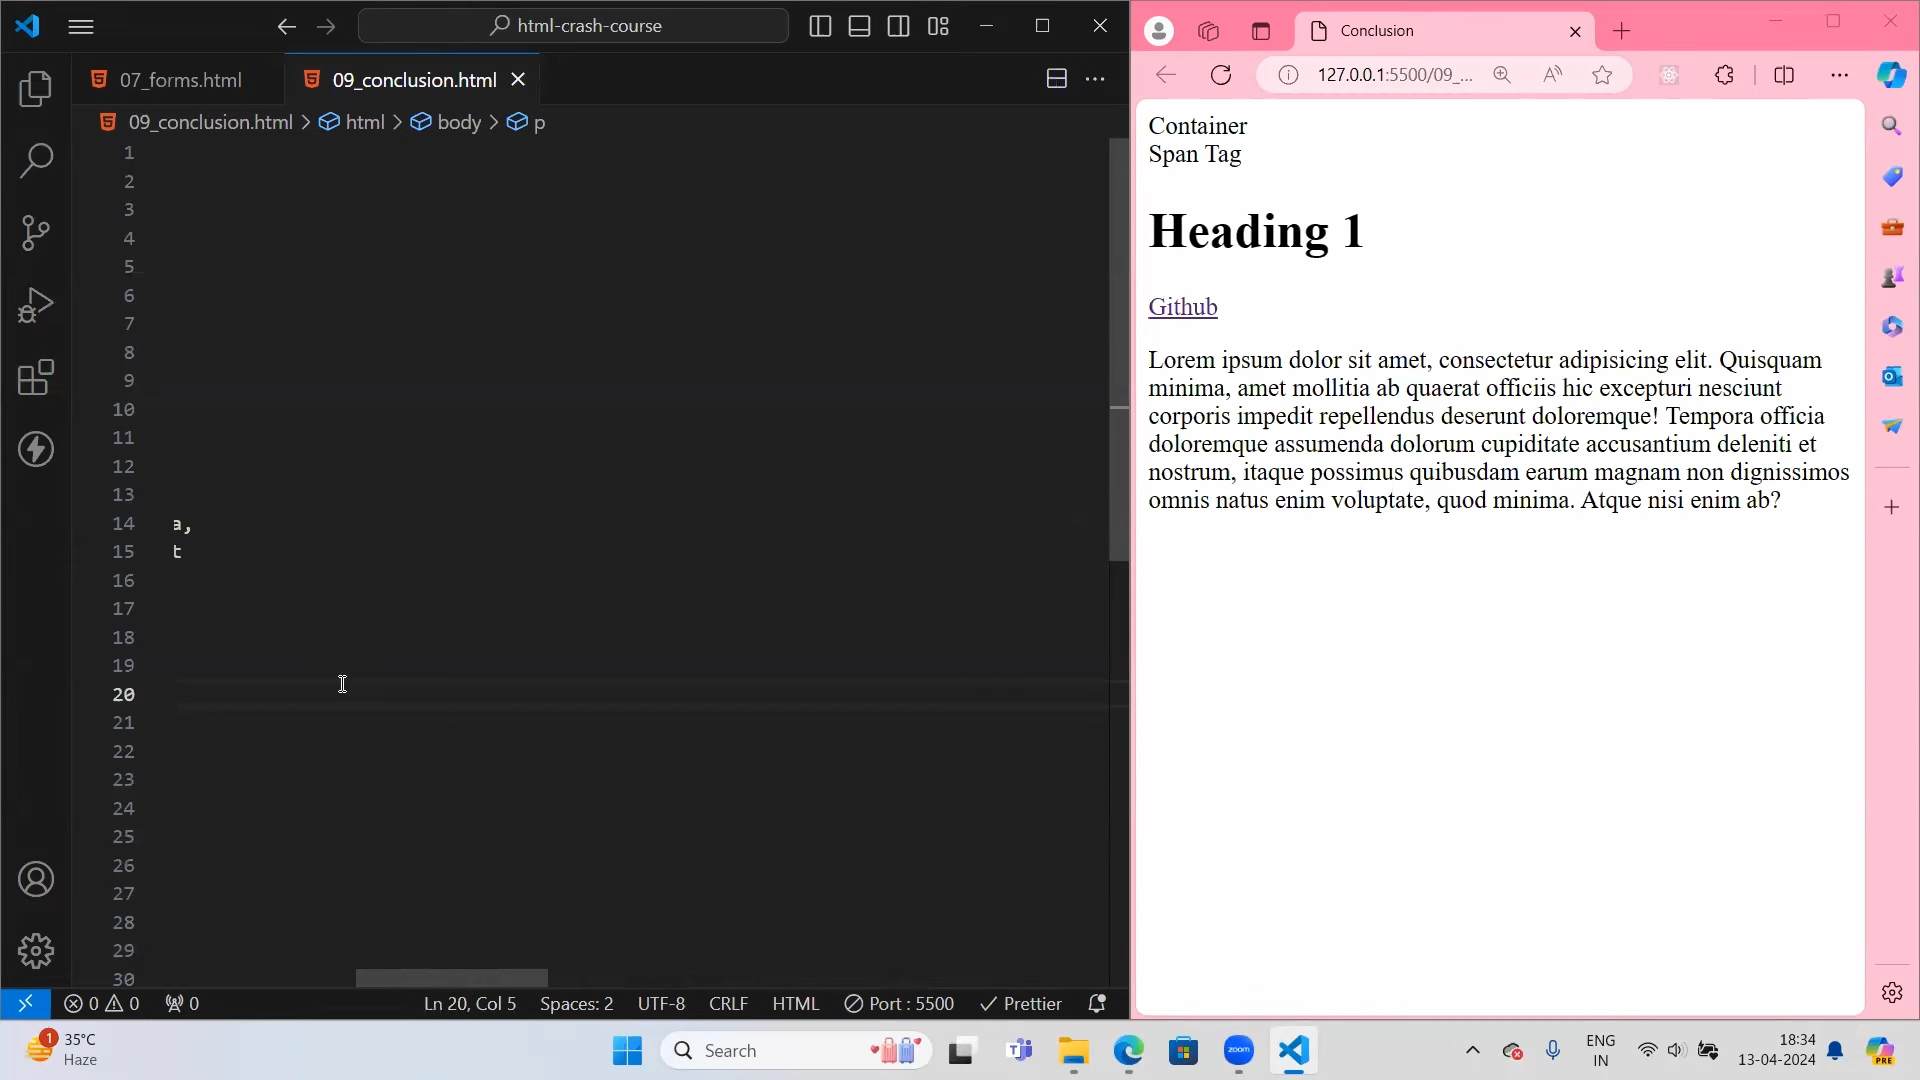 html-crash-course
07_forms.html
09_conclusion.html
09_conclusion.html > html > body > p
1
2
3
4
5
6
7
8
9
10
11
12
13
14 a,
15 t
16
17
18
19
20
21
22
23
24
25
26
27
28
29
30
0 0 0 Ln 20, Col 5 Spaces: 2 UTF-8 CRLF HTML Port : 5500 Prettier
Conclusion
127.0.0.1:5500/09_...
Container
Span Tag
Heading 1
Github
Lorem ipsum dolor sit amet, consectetur adipisicing elit. Quisquam
minima, amet mollitia ab quaerat officiis hic excepturi nesciunt
corporis impedit repellendus deserunt doloremque! Tempora officia
doloremque assumenda dolorum cupiditate accusantium deleniti et
nostrum, itaque possimus quibusdam earum magnam non dignissimos
omnis natus enim voluptate, quod minima. Atque nisi enim ab?
1
35°C
Haze
Search
zoom
ENG
IN
18:34
13-04-2024
PRE